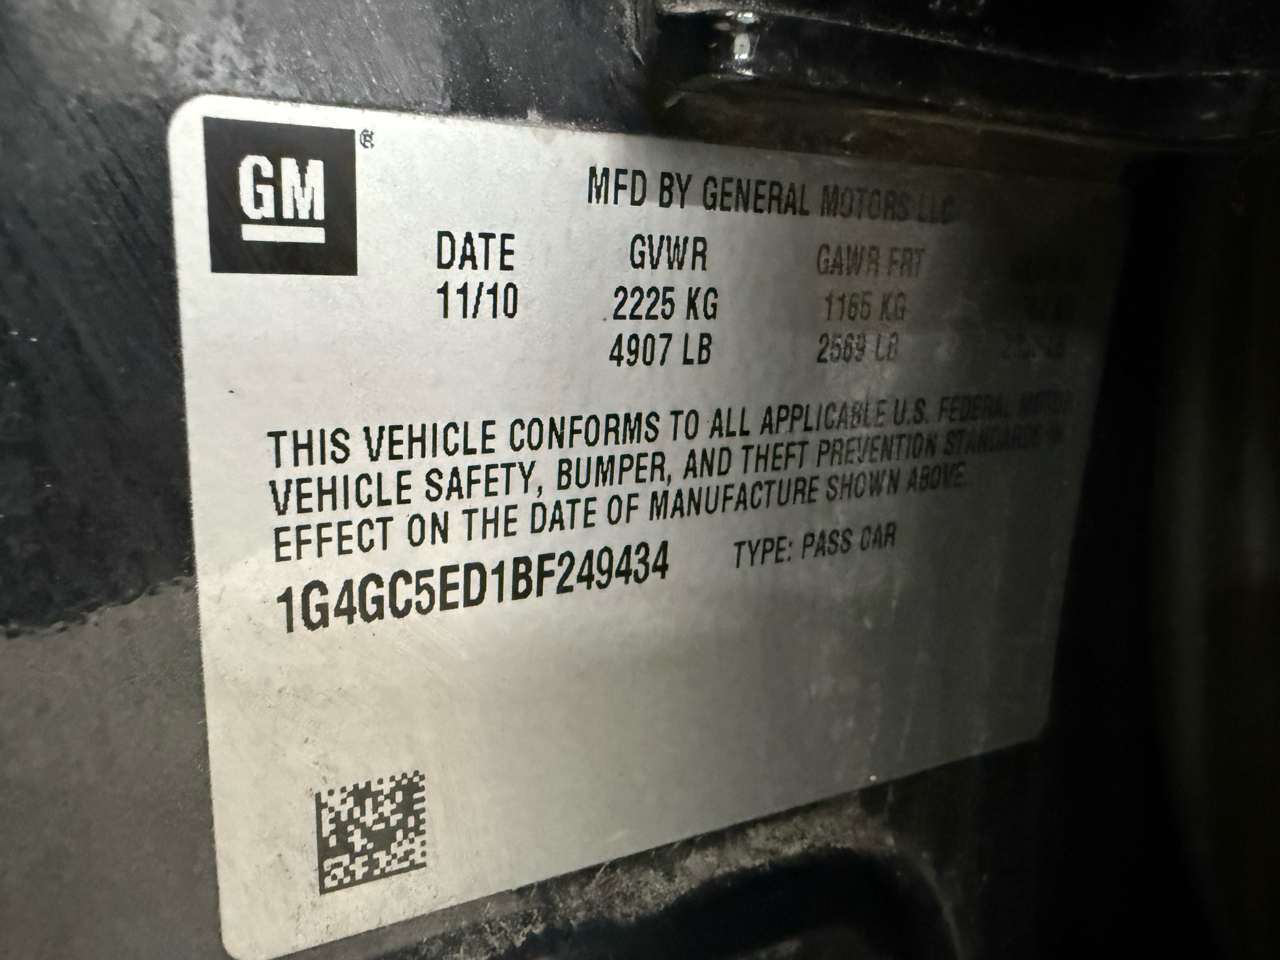 GM
MFD BY GENERAL MOTORS LLC
DATE GVWR GAWR FRT
11/10 2225 KG 1165 KG
4907 LB 2569 LB
THIS VEHICLE CONFORMS TO ALL APPLICABLE U.S. FEDERAL MOTOR
VEHICLE SAFETY, BUMPER, AND THEFT PREVENTION STANDARDS IN
EFFECT ON THE DATE OF MANUFACTURE SHOWN ABOVE.
1G4GC5ED1BF249434 TYPE: PASS CAR